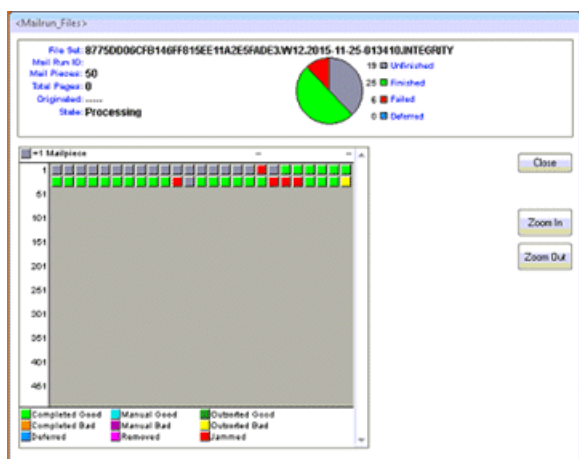 <Mailrun_Files>
File Set: 8775DD06CFB146FF815EE11A2E5FADE3.W12.2015-11-25-013410.INTEGRITY
Mail Run ID:
Mail Pieces: 50
Total Pages: 0
Originated: -----
State: Processing
19 Unfinished
25 Finished
6 Failed
0 Deferred
=1 Mailpiece
1
51
101
151
201
251
301
351
401
451
Close
Zoom In
Zoom Out
Completed Good Manual Good Outsorted Good
Completed Bad Manual Bad Outsorted Bad
Deferred Removed Jammed